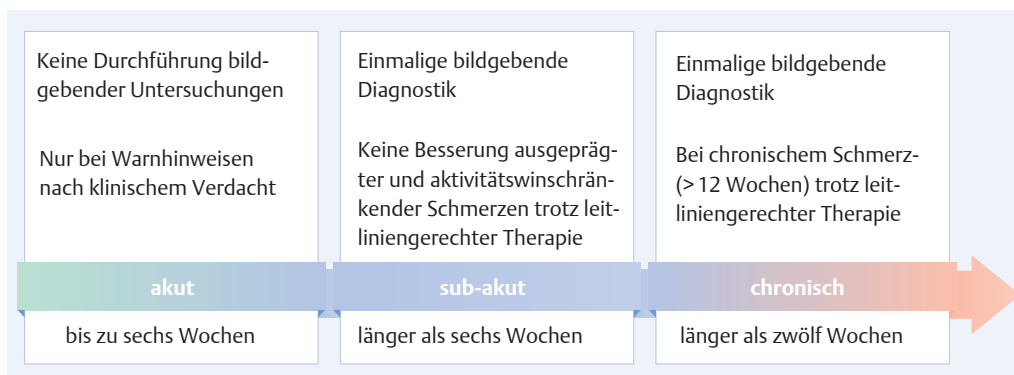 Keine Durchführung bild-
gebender Untersuchungen
Nur bei Warnhinweisen
nach klinischem Verdacht
akut
bis zu sechs Wochen
Einmalige bildgebende
Diagnostik
Keine Besserung ausgepräg-
ter und aktivitätswinschrän-
kender Schmerzen trotz leit-
liniengerechter Therapie
sub-akut
länger als sechs Wochen
Einmalige bildgebende
Diagnostik
Bei chronischem Schmerz-
(> 12 Wochen) trotz leit-
liniengerechter Therapie
chronisch
länger als zwölf Wochen